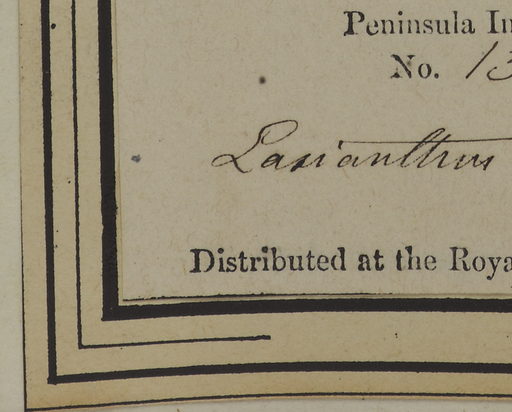 Peninsula In
No. 13
Lasianthus
Distributed at the Roya